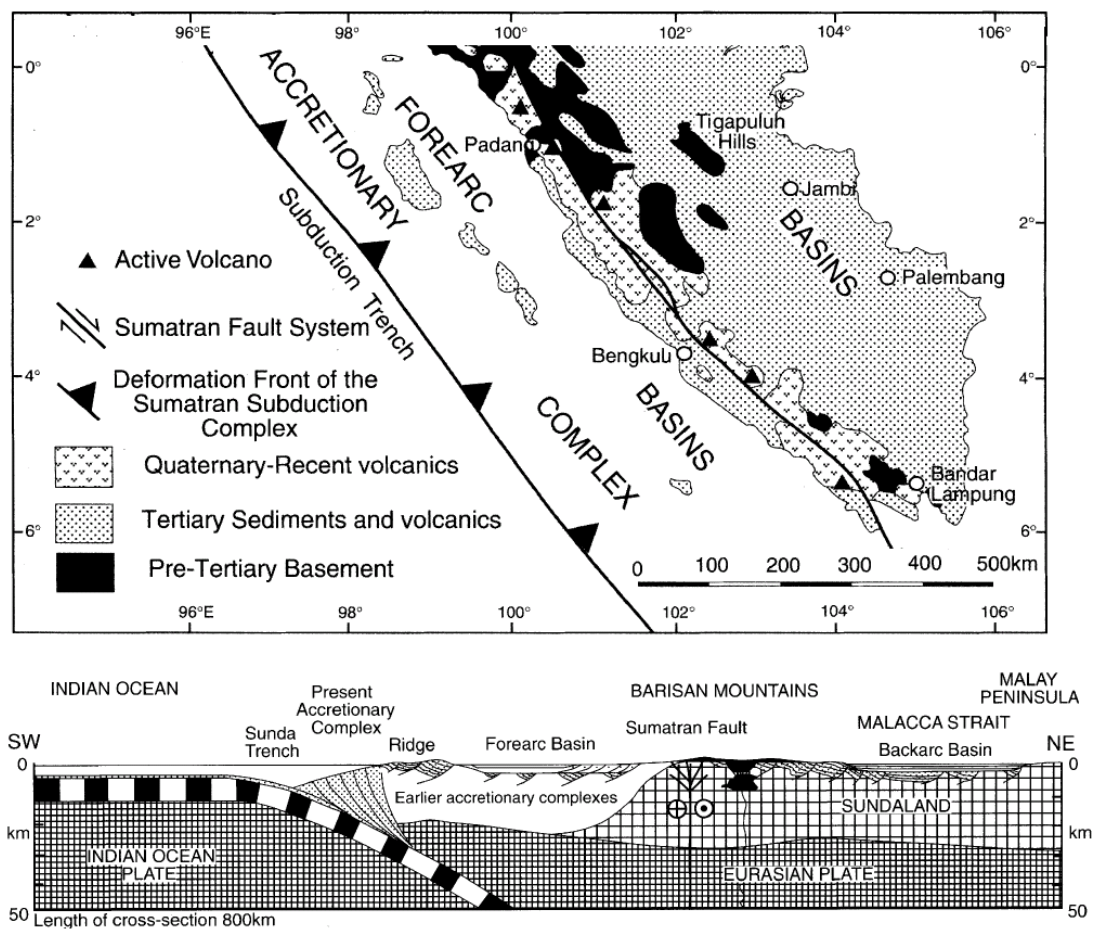 96°E 98° 100° 102° 104° 106°
0° 0°
ACCRETIONARY
FOREARC
Padang
Tigapuluh
Hills
Jambi
2° 2°
Subduction Trench
BASINS
Active Volcano
Palembang
Sumatran Fault System
Bengkulu
4° 4°
Deformation Front of the
Sumatran Subduction
Complex
COMPLEX
BASINS
Quaternary-Recent volcanics
Bandar
Lampung
Tertiary Sediments and volcanics
6° 6°
Pre-Tertiary Basement
0 100 200 300 400 500km
96°E 98° 100° 102° 104° 106°
INDIAN OCEAN
Present
Accretionary
Complex
BARISAN MOUNTAINS
MALAY
PENINSULA
Sunda
Trench
Ridge
Forearc Basin
Sumatran Fault
MALACCA STRAIT
Backarc Basin
SW NE
0 0
Earlier accretionary complexes
SUNDALAND
km km
INDIAN OCEAN
PLATE
EURASIAN PLATE
50 50
Length of cross-section 800km